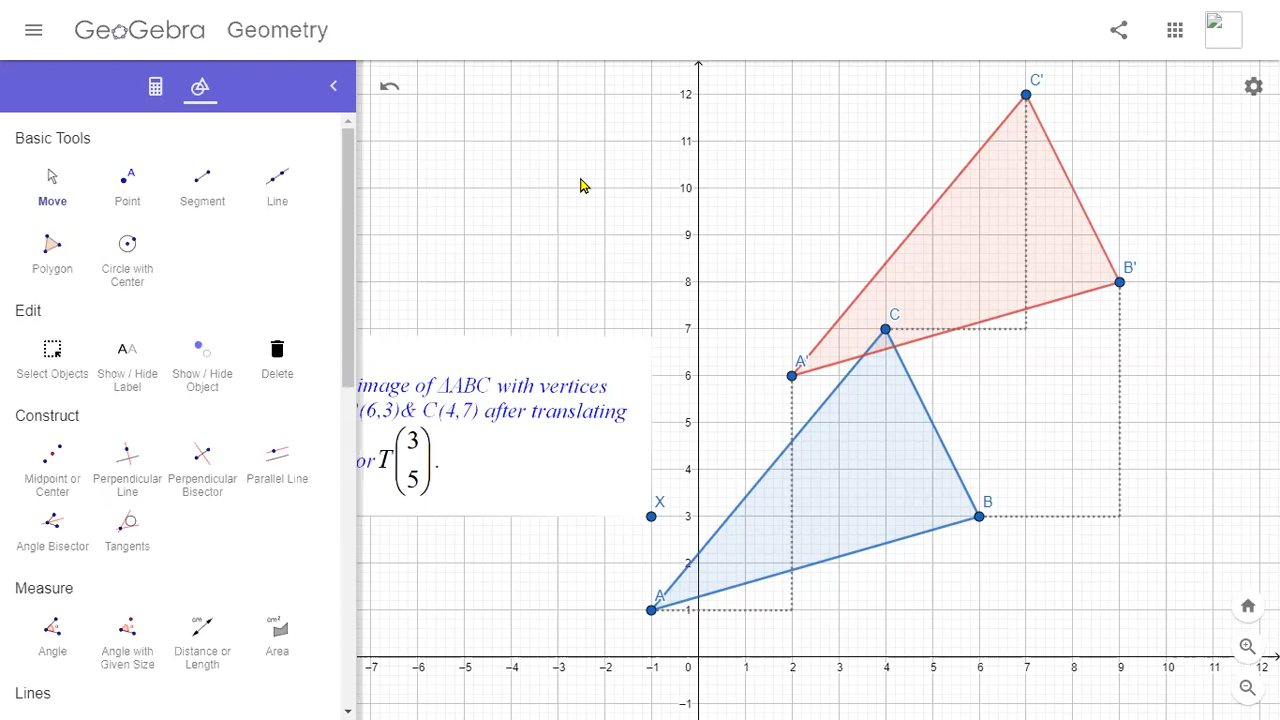 GeoGebra Geometry
Basic Tools
Move Point Segment Line
Polygon Circle with Center
Edit
Select Objects Show / Hide Label Show / Hide Object Delete
Construct
Midpoint or Center Perpendicular Line Perpendicular Bisector Parallel Line
Angle Bisector Tangents
Measure
Angle Angle with Given Size Distance or Length Area
Lines
A
AA
cm
cm²
image of ΔABC with vertices
(6,3)& C(4,7) after translating
or T(3 5).
C'
B'
A'
C
B
X
A
12
11
10
9
8
7
6
5
4
3
2
1
−1
−7 −6 −5 −4 −3 −2 −1 0 1 2 3 4 5 6 7 8 9 10 11 12